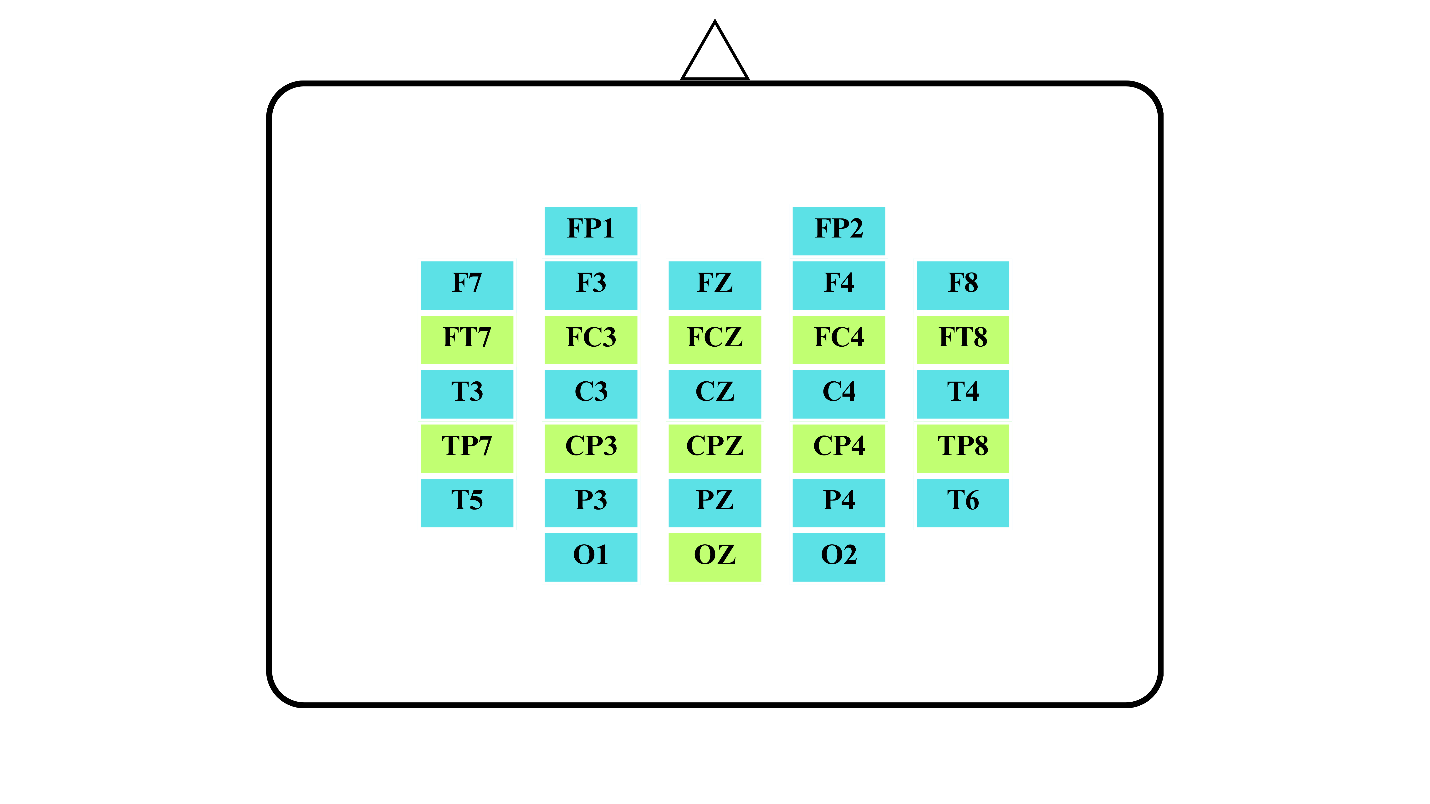 FP1 FP2
F7 F3 FZ F4 F8
FT7 FC3 FCZ FC4 FT8
T3 C3 CZ C4 T4
TP7 CP3 CPZ CP4 TP8
T5 P3 PZ P4 T6
O1 OZ O2